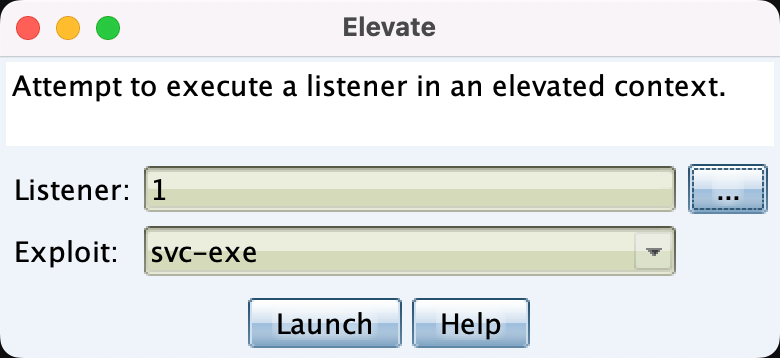 Elevate
Attempt to execute a listener in an elevated context.
Listener: 1 ...
Exploit: svc-exe
Launch Help